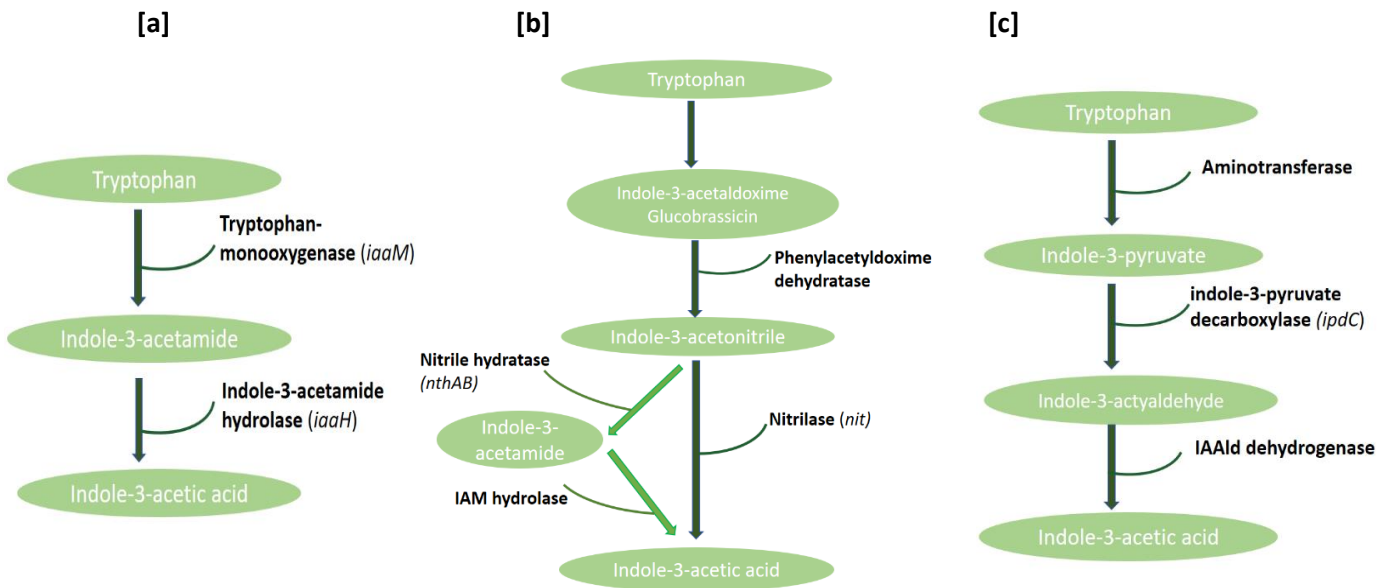 [a]
Tryptophan
Tryptophan-
monooxygenase (iaaM)
Indole-3-acetamide
Indole-3-acetamide
hydrolase (iaaH)
Indole-3-acetic acid
[b]
Tryptophan
Indole-3-acetaldoxime
Glucobrassicin
Phenylacetyldoxime
dehydratase
Indole-3-acetonitrile
Nitrile hydratase
(nthAB)
Indole-3-
acetamide
Nitrilase (nit)
IAM hydrolase
Indole-3-acetic acid
[c]
Tryptophan
Aminotransferase
Indole-3-pyruvate
indole-3-pyruvate
decarboxylase (ipdC)
Indole-3-actyaldehyde
IAAld dehydrogenase
Indole-3-acetic acid